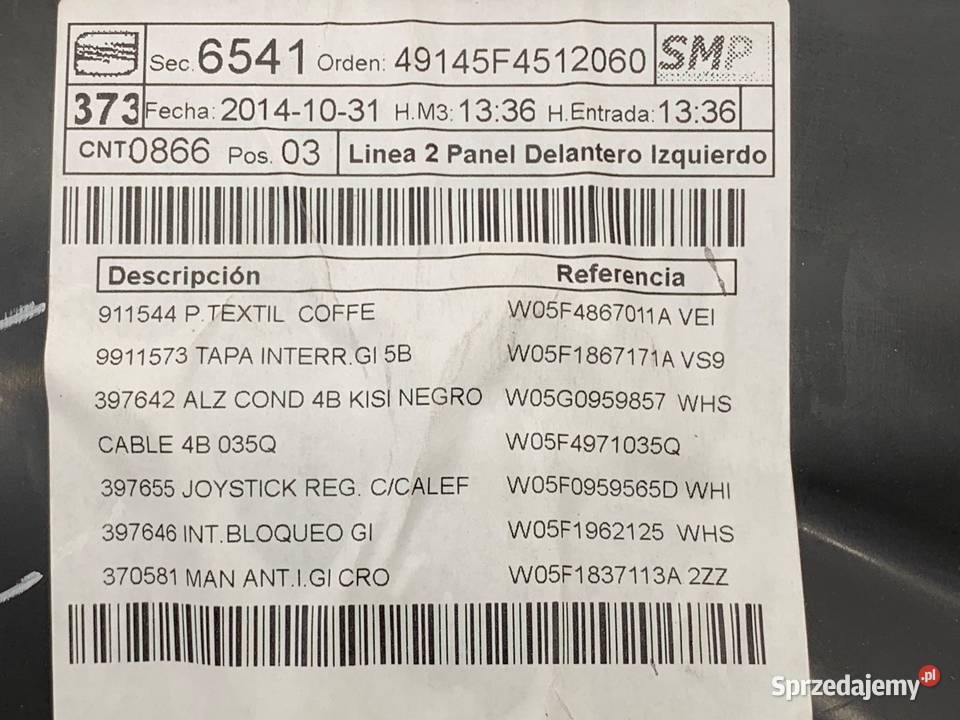 Sec. 6541 Orden: 49145F4512060 SMP
373 Fecha: 2014-10-31 H.M3: 13:36 H.Entrada: 13:36
CNT 0866 Pos. 03 Linea 2 Panel Delantero Izquierdo
Descripción Referencia
911544 P.TEXTIL COFFE W05F4867011A VEI
9911573 TAPA INTERR.GI 5B W05F1867171A VS9
397642 ALZ COND 4B KISI NEGRO W05G0959857 WHS
CABLE 4B 035Q W05F4971035Q
397655 JOYSTICK REG. C/CALEF W05F0959565D WHI
397646 INT.BLOQUEO GI W05F1962125 WHS
370581 MAN ANT.I.GI CRO W05F1837113A 2ZZ
Sprzedajemy.pl